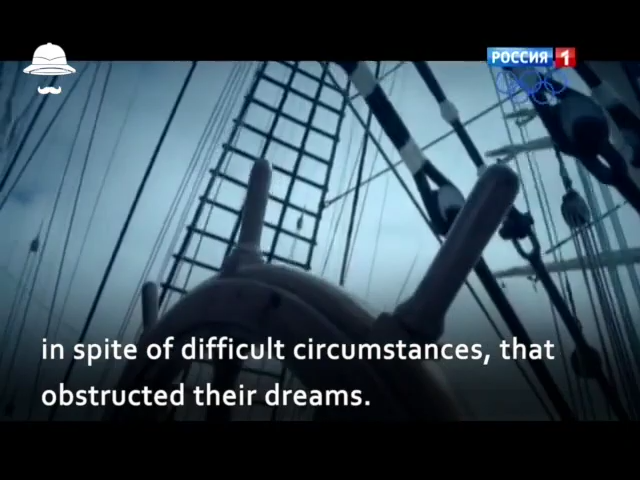 РОССИЯ 1
in spite of difficult circumstances, that
obstructed their dreams.